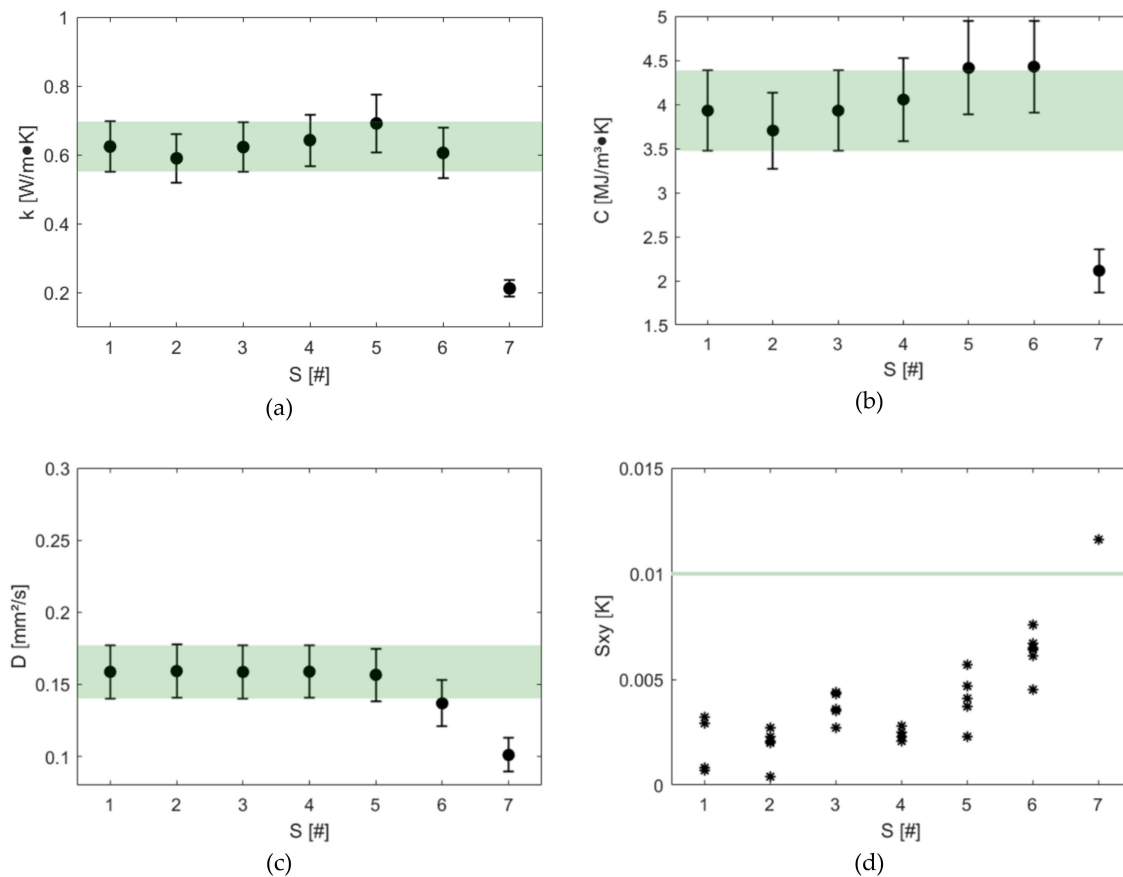 1
0.8
0.6
0.4
0.2
k [W/m●K]
1 2 3 4 5 6 7
S [#]
(a)
5
4.5
4
3.5
3
2.5
2
1.5
C [MJ/m³●K]
1 2 3 4 5 6 7
S [#]
(b)
0.3
0.25
0.2
0.15
0.1
D [mm²/s]
1 2 3 4 5 6 7
S [#]
(c)
0.015
0.01
0.005
0
Sxy [K]
1 2 3 4 5 6 7
S [#]
(d)